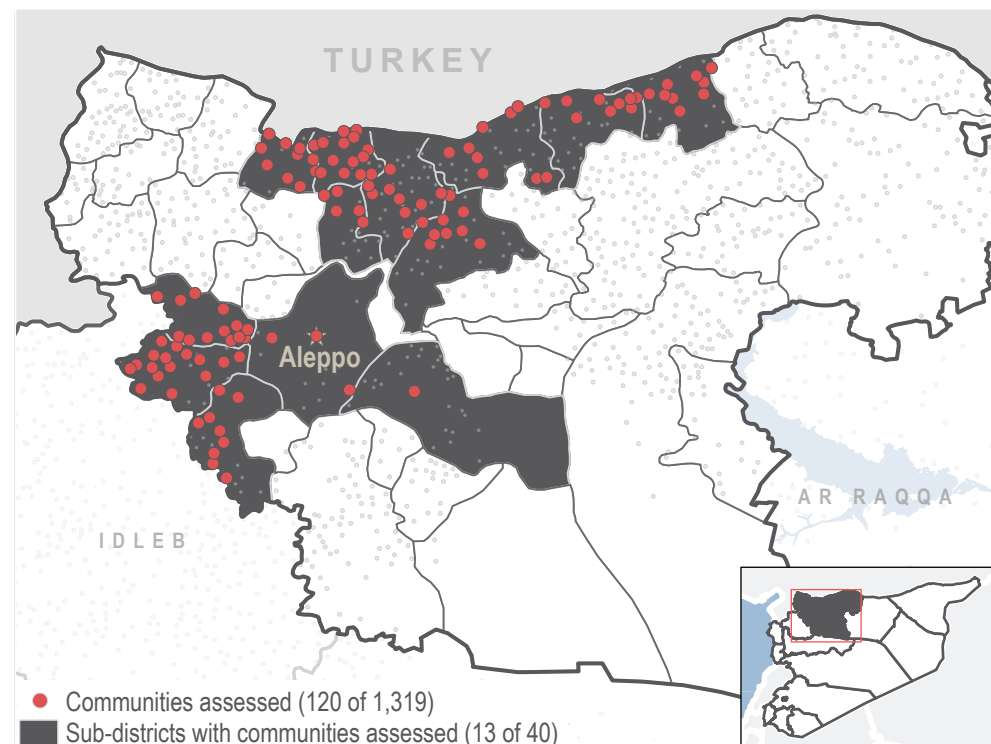 TURKEY
Aleppo
AR RAQQA
IDLEB
Communities assessed (120 of 1,319)
Sub-districts with communities assessed (13 of 40)